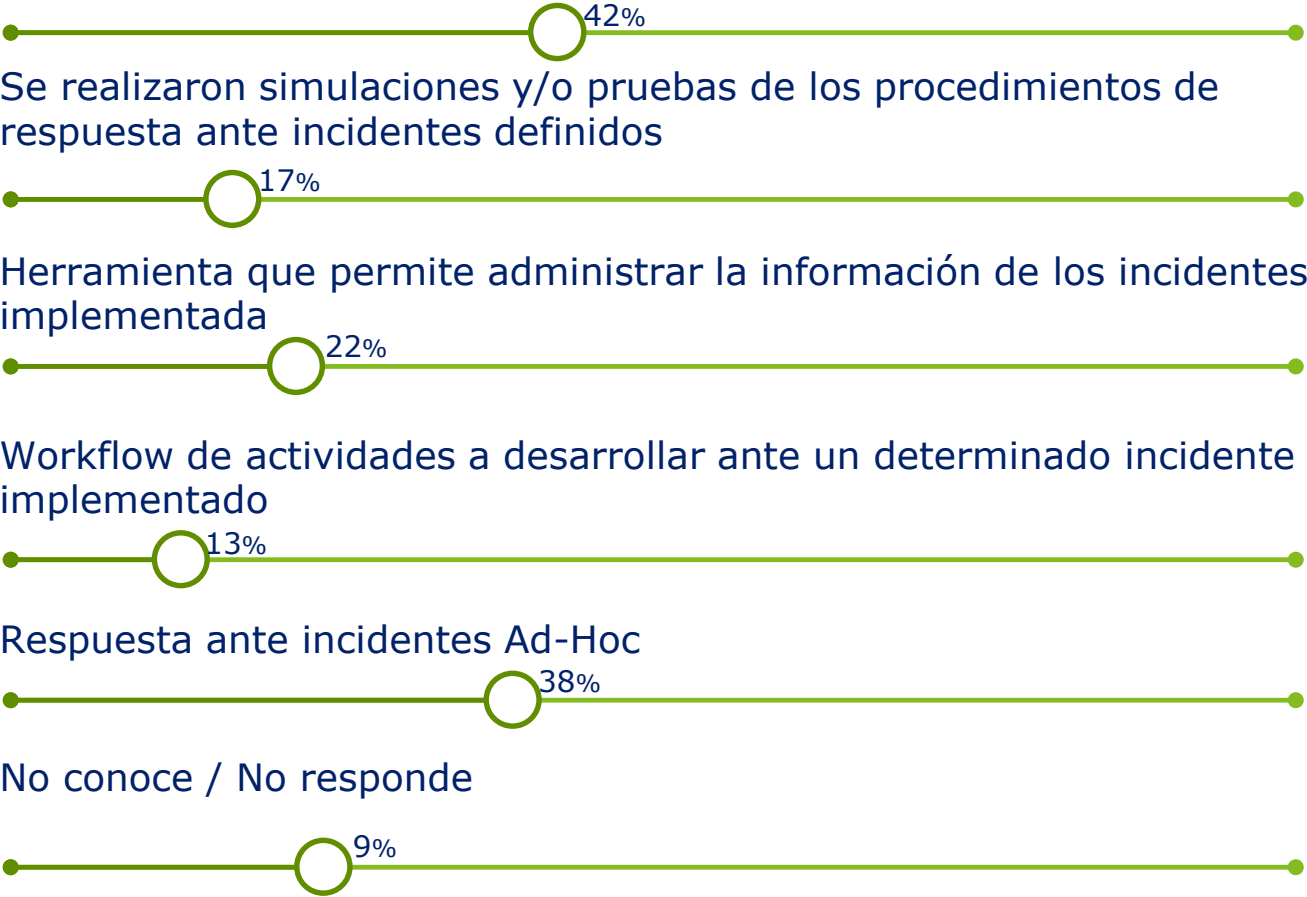 42%
Se realizaron simulaciones y/o pruebas de los procedimientos de
respuesta ante incidentes definidos
17%
Herramienta que permite administrar la información de los incidentes
implementada
22%
Workflow de actividades a desarrollar ante un determinado incidente
implementado
13%
Respuesta ante incidentes Ad-Hoc
38%
No conoce / No responde
9%